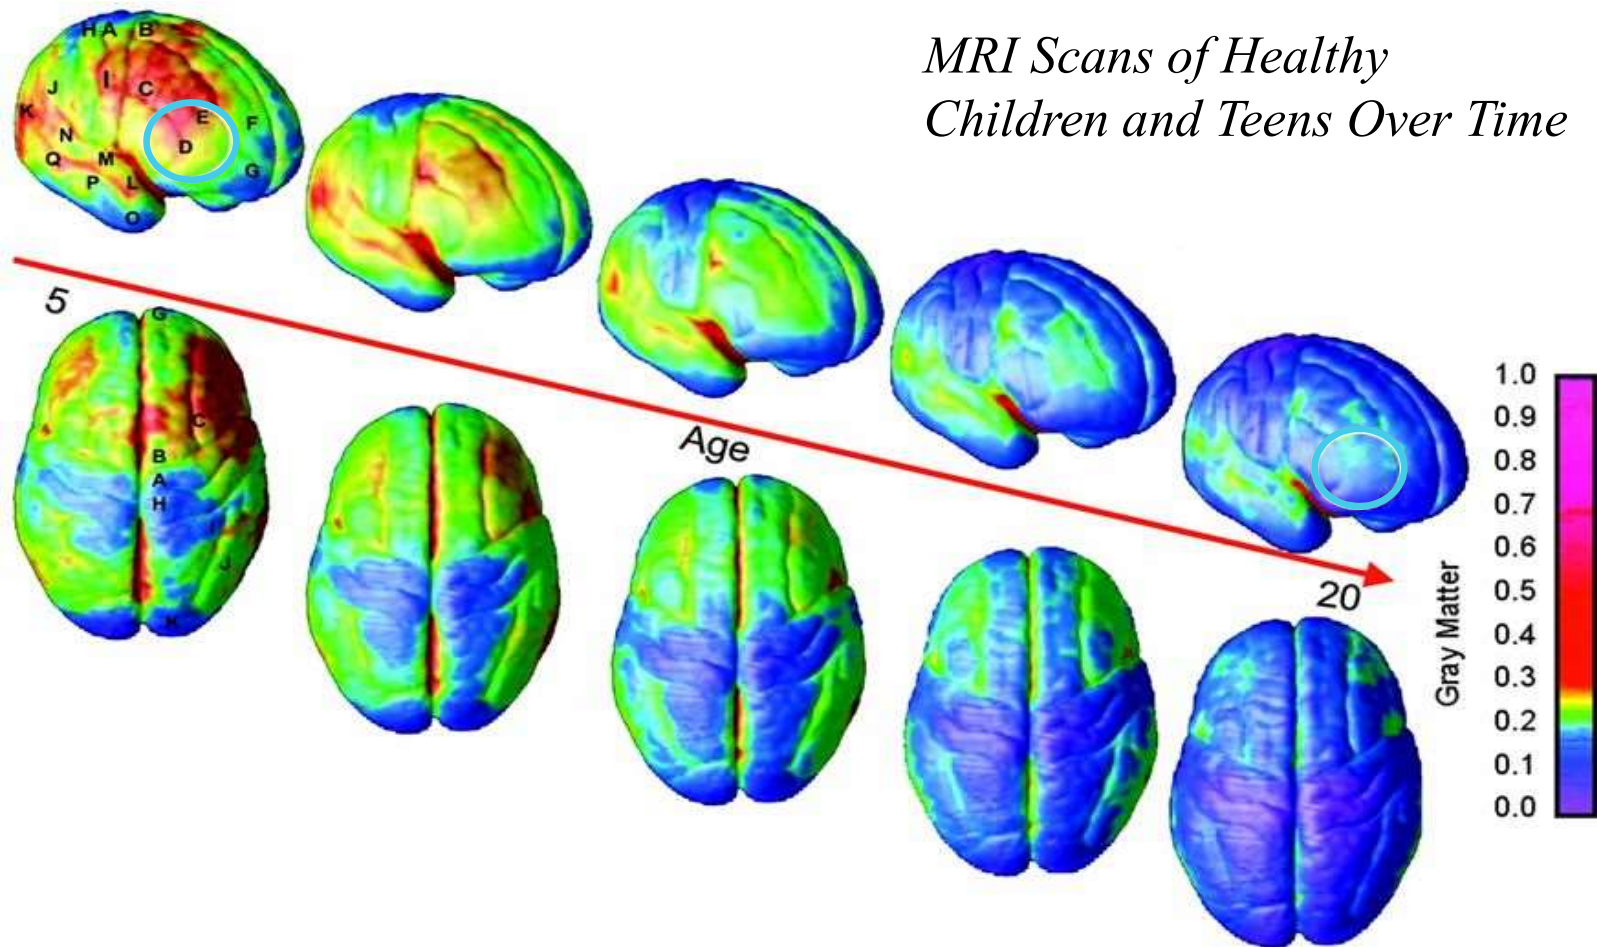 MRI Scans of Healthy
Children and Teens Over Time
H A B
I
J
C
K
E
F
N
D
Q
M
G
P
L
O
5
G
C
B
A
H
J
K
Age
20
Gray Matter
1.0
0.9
0.8
0.7
0.6
0.5
0.4
0.3
0.2
0.1
0.0